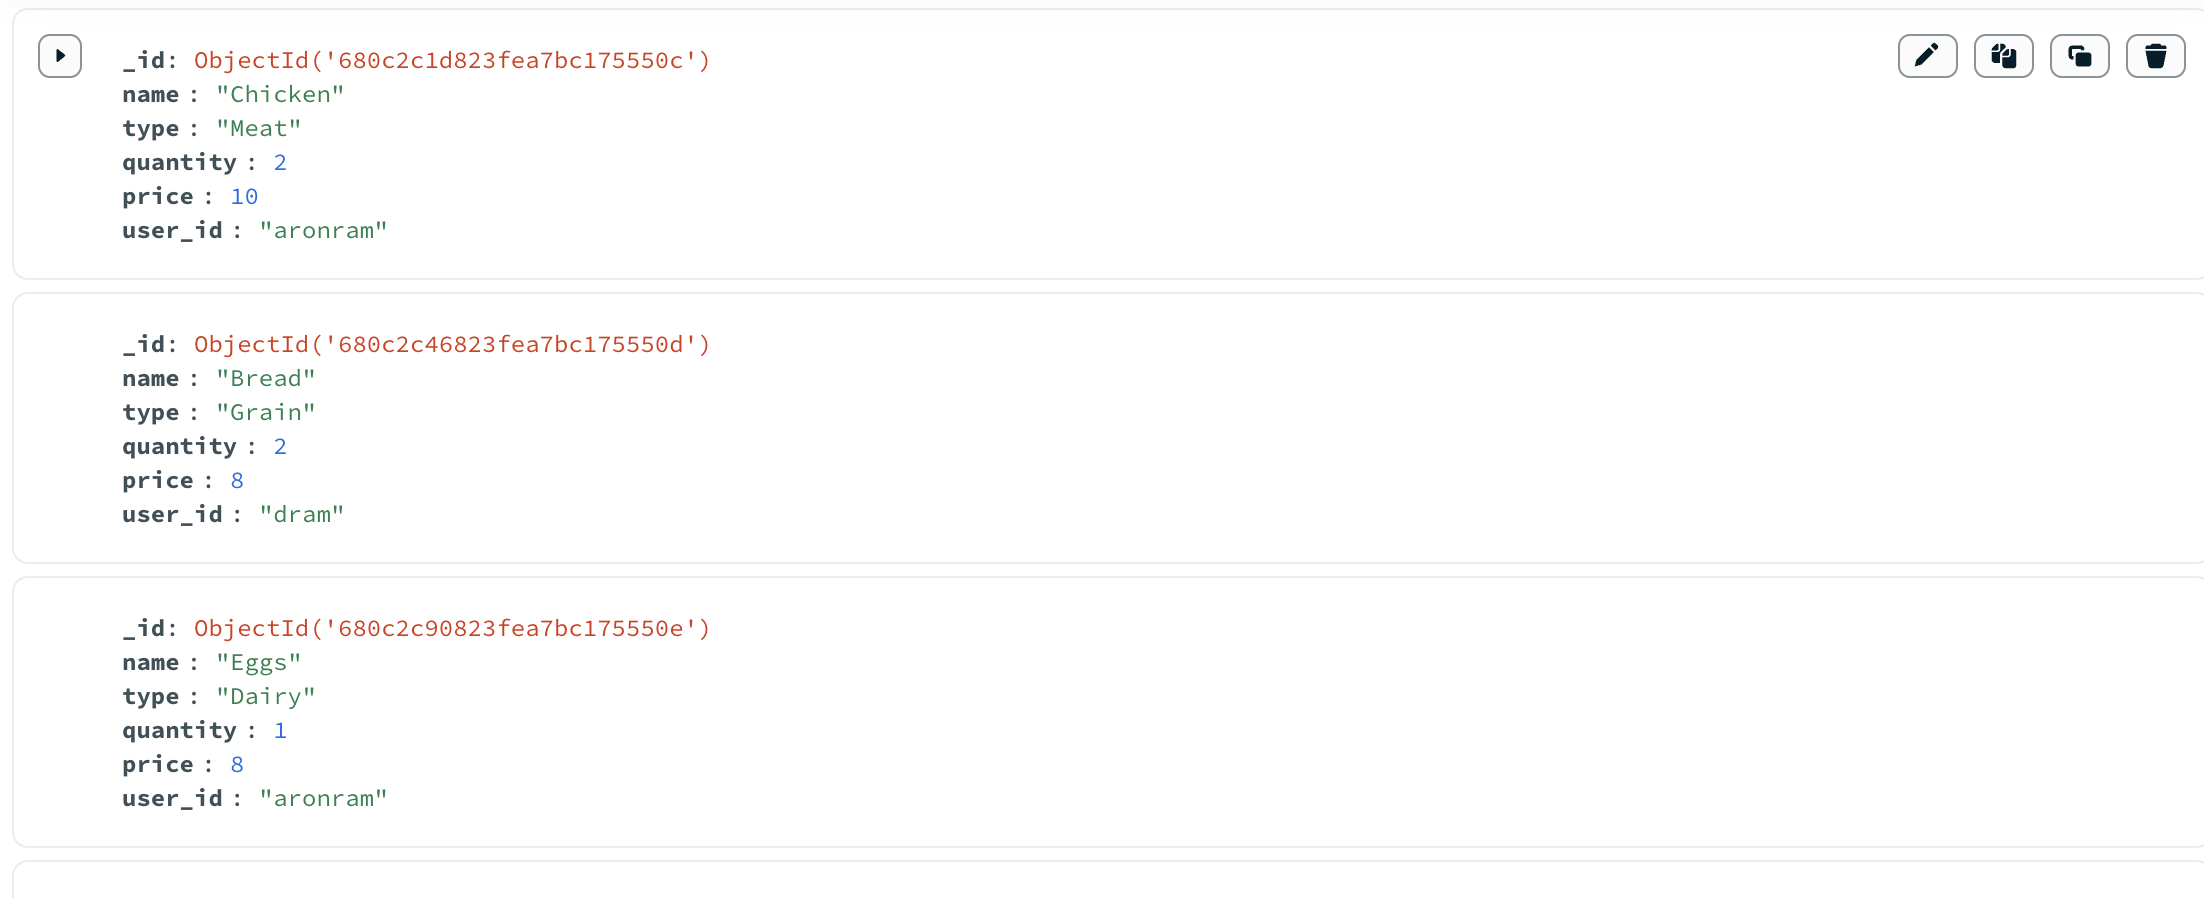 _id: ObjectId('680c2c1d823fea7bc175550c')
name : "Chicken"
type : "Meat"
quantity : 2
price : 10
user_id : "aronram"
_id: ObjectId('680c2c46823fea7bc175550d')
name : "Bread"
type : "Grain"
quantity : 2
price : 8
user_id : "dram"
_id: ObjectId('680c2c90823fea7bc175550e')
name : "Eggs"
type : "Dairy"
quantity : 1
price : 8
user_id : "aronram"